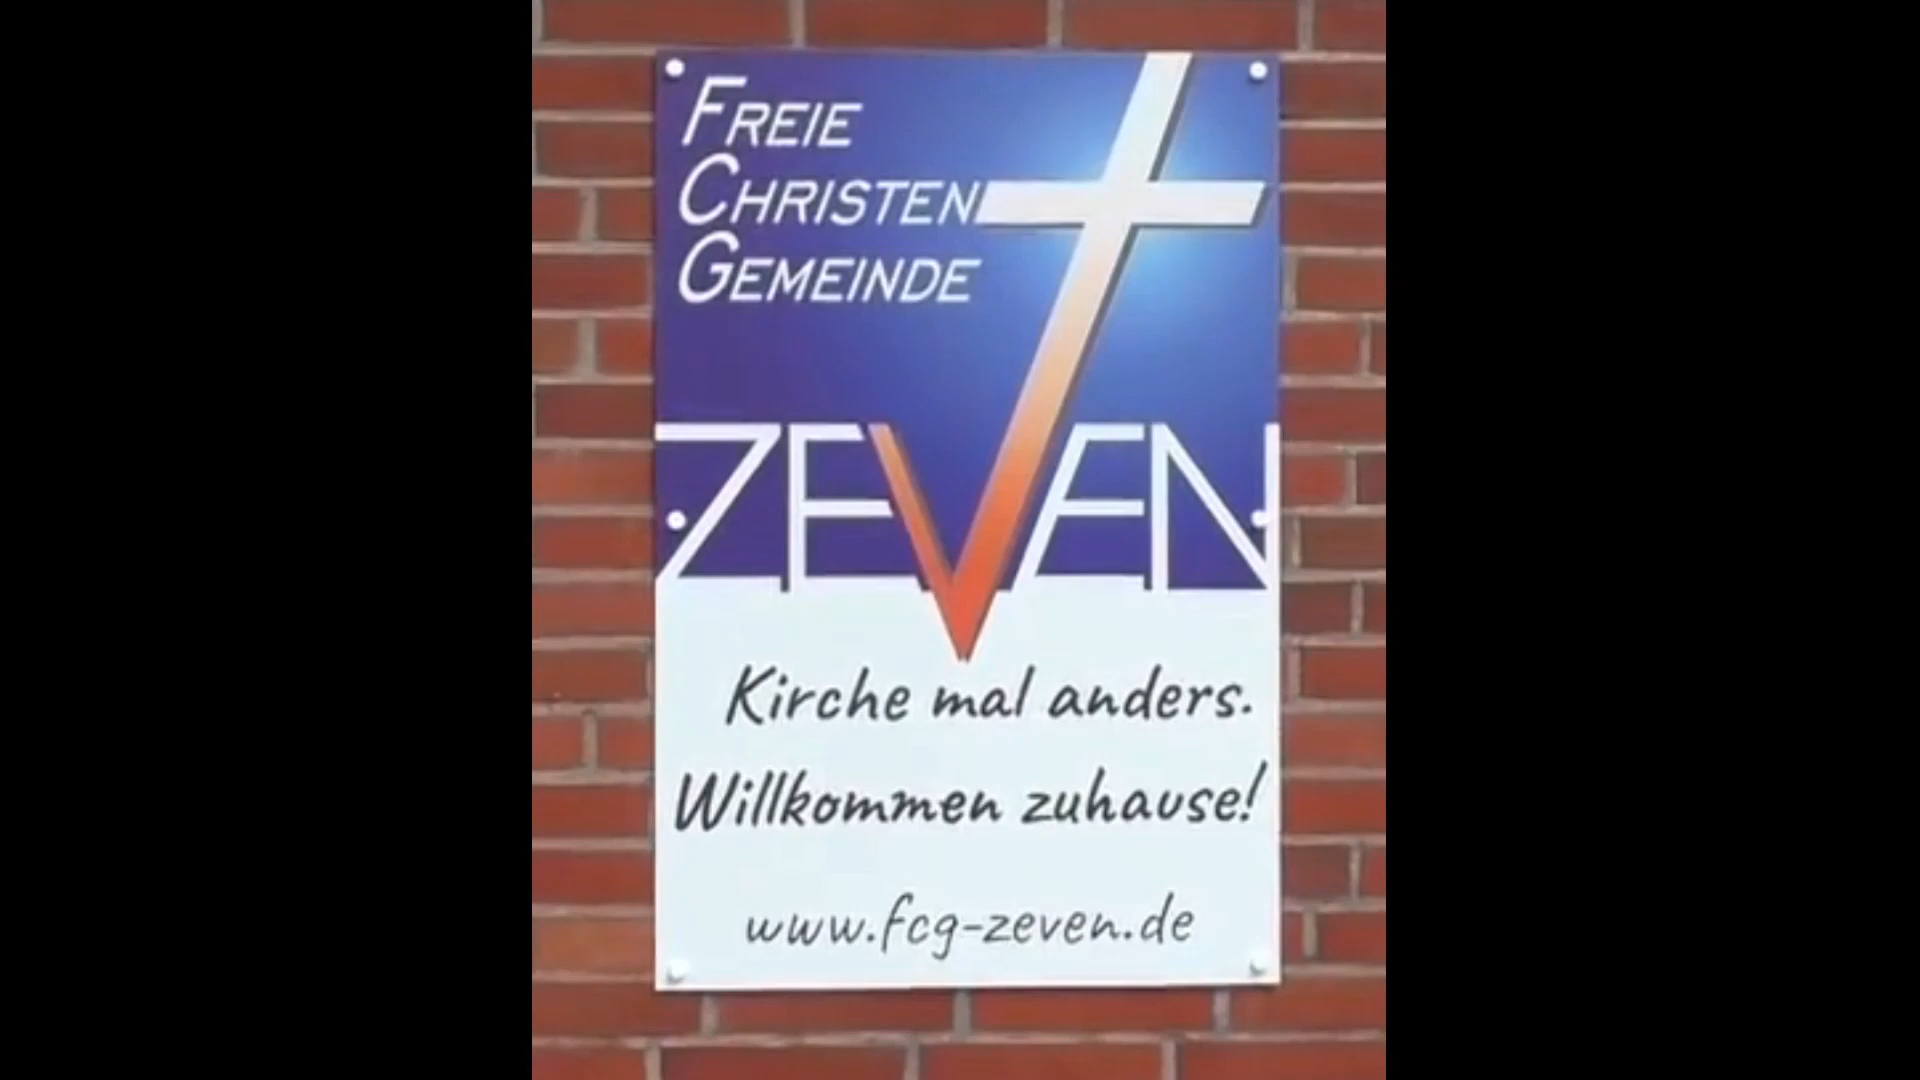 FREIE
CHRISTEN
GEMEINDE
ZEVEN
Kirche mal anders.
Willkommen zuhause!
www.fcg-zeven.de